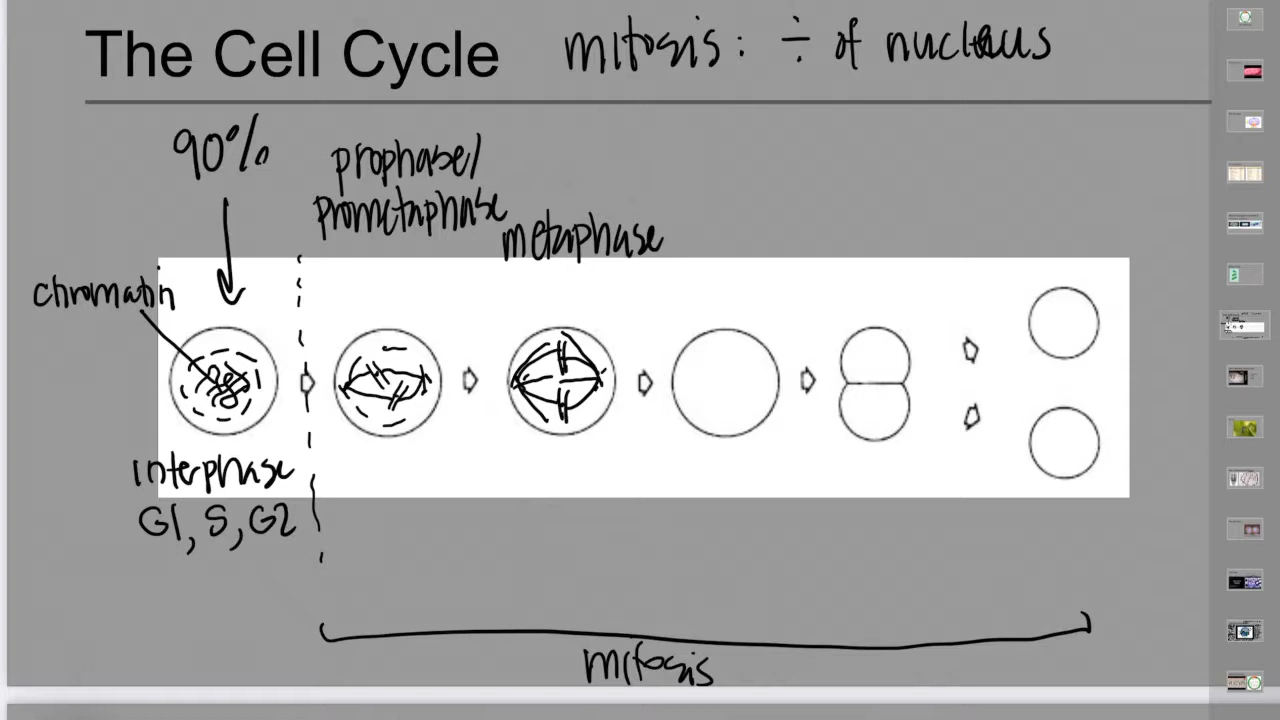 The Cell Cycle
mitosis: ÷ of nucleus
90%
prophase/
prometaphase
metaphase
chromatin
interphase
G1, S, G2
mitosis